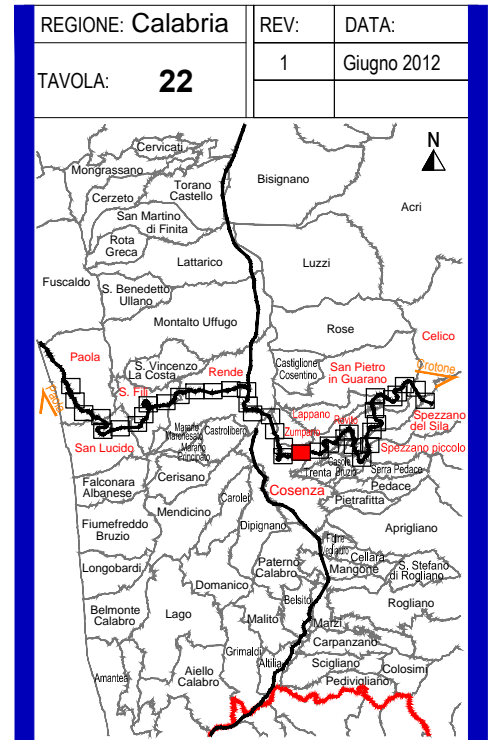 REGIONE: Calabria
REV:
DATA:
TAVOLA: 22
1
Giugno 2012
N
Cervicati
Mongrassano
Bisignano
Torano
Castello
Cerzeto
Acri
San Martino
di Finita
Rota
Greca
Lattarico
Luzzi
Fuscaldo
S. Benedetto
Ullano
Montalto Uffugo
Rose
Celico
Paola
S. Vincenzo
La Costa
Castiglione
Cosentino
San Pietro
in Guarano
Crotone
Rende
S. Fili
Paola
Lappano
Rovito
Spezzano
del Sila
Zumpano
Marano
Marchesato
Castrolibero
Marano
Principato
San Lucido
Spezzano piccolo
Casole
Bruzio
Trenta
Serra Pedace
Cerisano
Cosenza
Pedace
Falconara
Albanese
Carolei
Pietrafitta
Mendicino
Fiumefreddo
Bruzio
Dipignano
Aprigliano
Cellara
Paterno
Calabro
Mangone
S. Stefano
di Rogliano
Longobardi
Domanico
Belsito
Rogliano
Belmonte
Calabro
Lago
Malito
Marzi
Carpanzano
Grimaldi
Altilia
Scigliano
Colosimi
Aiello
Calabro
Pedivigliano
Amantea